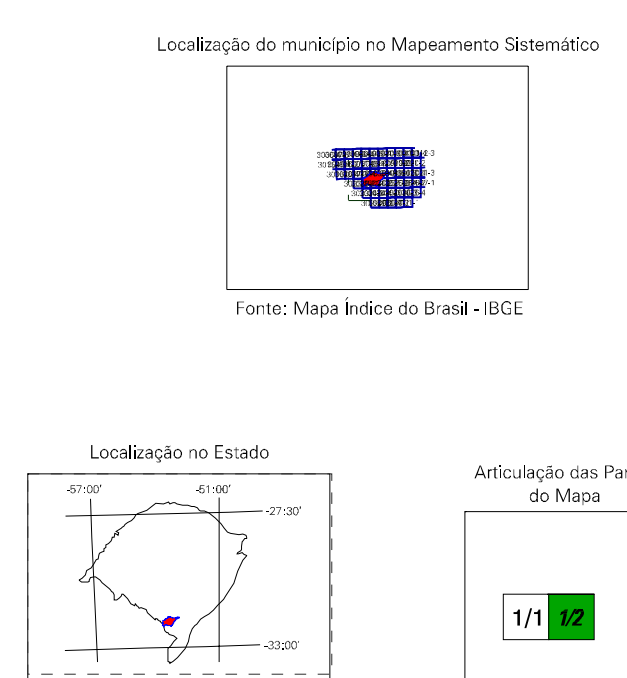 Localização do município no Mapeamento Sistemático
Fonte: Mapa Índice do Brasil - IBGE
Localização no Estado
-57:00'
-51:00'
-27:30'
-33:00'
Articulação das Par
do Mapa
1/1
1/2